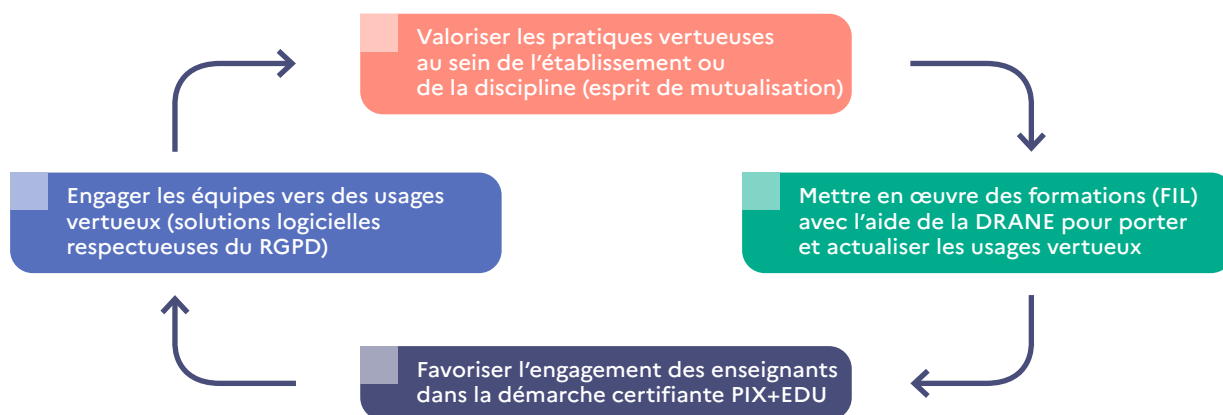 Valoriser les pratiques vertueuses
au sein de l’établissement ou
de la discipline (esprit de mutualisation)
Engager les équipes vers des usages
vertueux (solutions logicielles
respectueuses du RGPD)
Mettre en œuvre des formations (FIL)
avec l’aide de la DRANE pour porter
et actualiser les usages vertueux
Favoriser l’engagement des enseignants
dans la démarche certifiante PIX+EDU